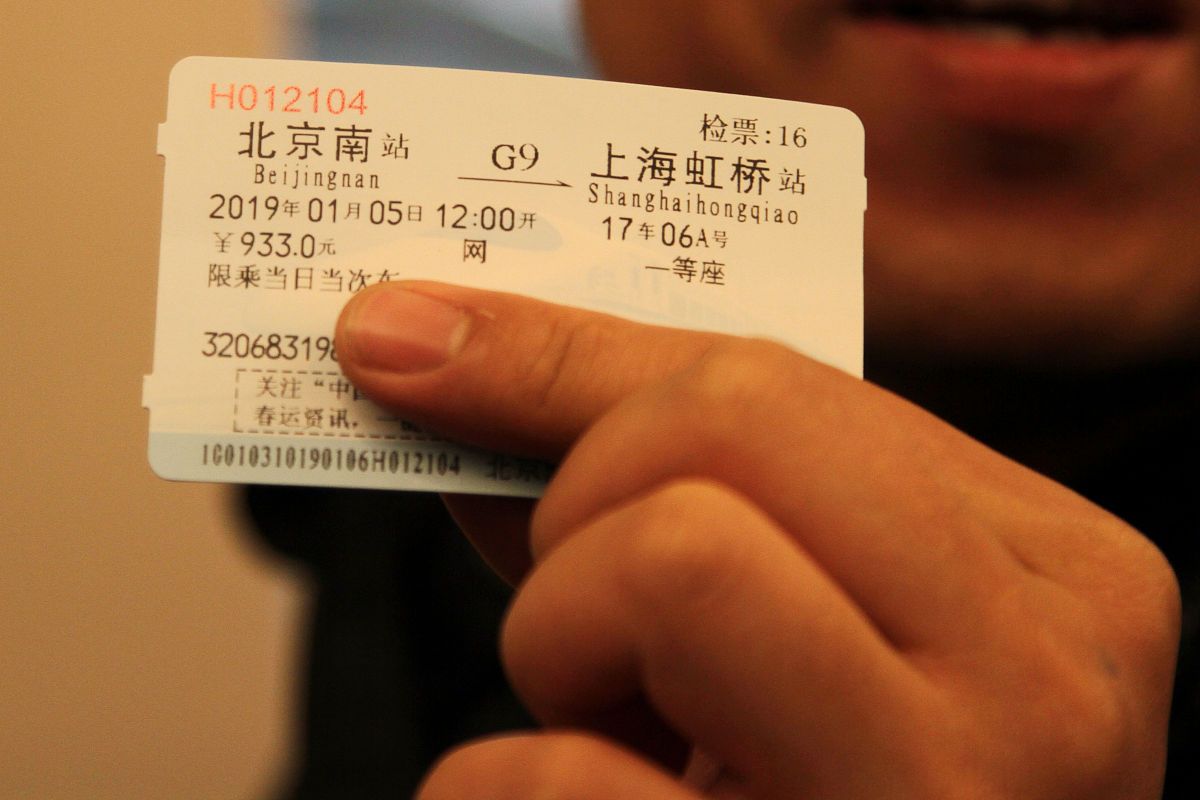 H012104
检票:16
北京南站 G9 上海虹桥站
Beijingnan Shanghaihongqiao
2019年01月05日 12:00开 17车06A号
￥933.0元 网 一等座
限乘当日当次车
320683198
关注“中国
春运资讯，一
1G010310190106H012104 北京